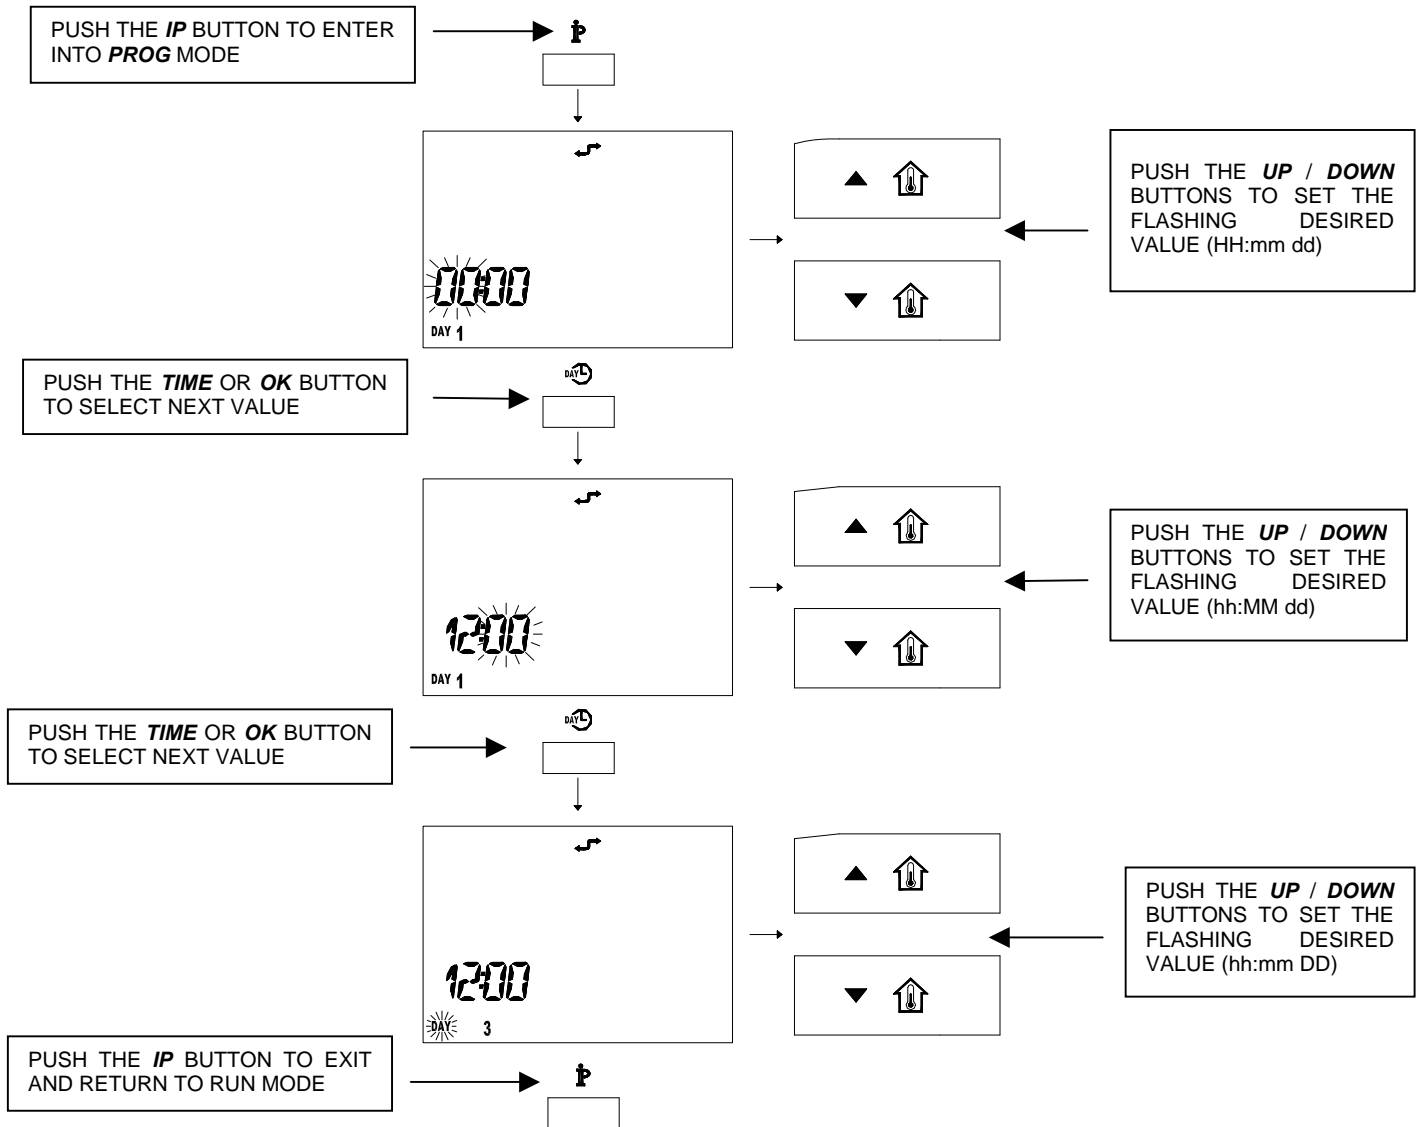 PUSH THE IP BUTTON TO ENTER
INTO PROG MODE
iP
00:00
DAY 1
PUSH THE UP / DOWN
BUTTONS TO SET THE
FLASHING DESIRED
VALUE (HH:mm dd)
PUSH THE TIME OR OK BUTTON
TO SELECT NEXT VALUE
DAY
12:00
DAY 1
PUSH THE UP / DOWN
BUTTONS TO SET THE
FLASHING DESIRED
VALUE (hh:MM dd)
PUSH THE TIME OR OK BUTTON
TO SELECT NEXT VALUE
DAY
12:00
DAY 3
PUSH THE UP / DOWN
BUTTONS TO SET THE
FLASHING DESIRED
VALUE (hh:mm DD)
PUSH THE IP BUTTON TO EXIT
AND RETURN TO RUN MODE
iP